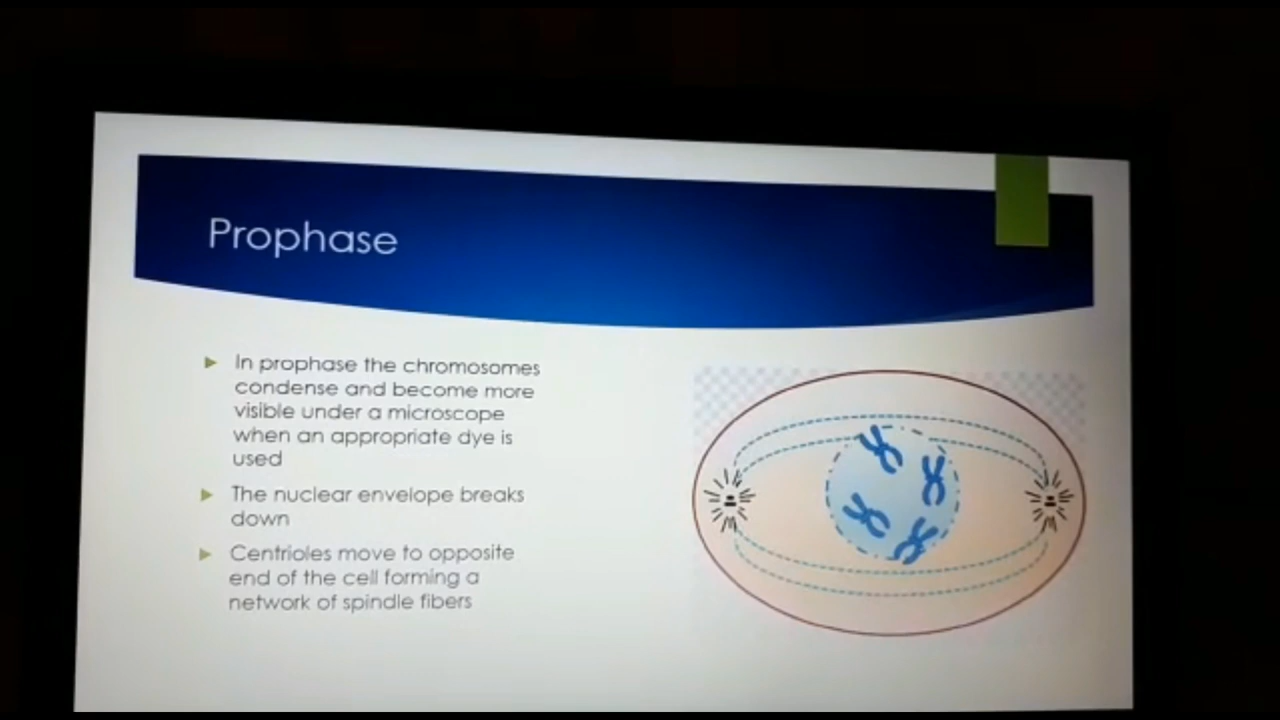 Prophase
In prophase the chromosomes
condense and become more
visible under a microscope
when an appropriate dye is
used
The nuclear envelope breaks
down
Centrioles move to opposite
end of the cell forming a
network of spindle fibers